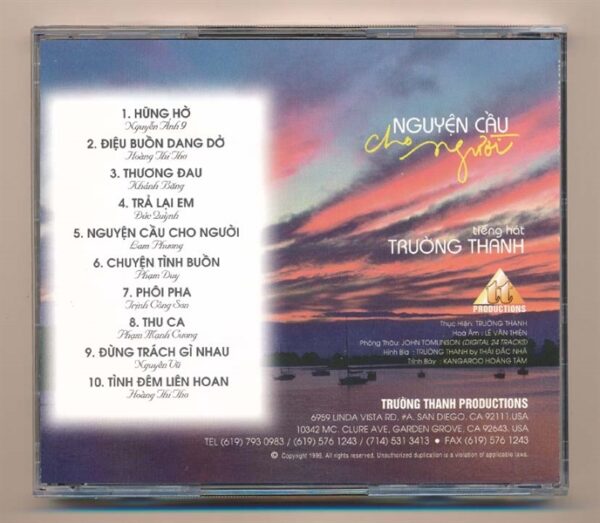 1. HỮNG HỜ
Nguyễn Ánh 9
2. ĐIỆU BUỒN DANG DỞ
Hoàng Thi Thơ
3. THƯƠNG ĐAU
Khánh Băng
4. TRẢ LẠI EM
Đức Quỳnh
5. NGUYỆN CẦU CHO NGƯỜI
Lam Phương
6. CHUYỆN TÌNH BUỒN
Phạm Duy
7. PHÔI PHA
Trịnh Công Sơn
8. THU CA
Phạm Mạnh Cương
9. ĐỪNG TRÁCH GÌ NHAU
Nguyên Vũ
10. TÌNH ĐÊM LIÊN HOAN
Hoàng Thi Thơ
NGUYỆN CẦU
cho người
tiếng hát
TRƯỜNG THANH
tt
PRODUCTIONS
Thực Hiện: TRƯỜNG THANH
Hoà Âm : LÊ VĂN THIỆN
Phòng Thâu: JOHN TOMLINSON (DIGITAL 24 TRACKS)
Hình Bìa : TRƯỜNG THANH by THÁI ĐẮC NHÃ
Trình Bày : KANGAROO HOÀNG TÂM
TRƯỜNG THANH PRODUCTIONS
6959 LINDA VISTA RD, #A. SAN DIEGO, CA. 92111.USA
10342 MC. CLURE AVE, GARDEN GROVE, CA 92643. USA
TEL (619) 793 0983 / (619) 576 1243 / (714) 531 3413 • FAX (619) 576 1243
© Copyright 1996. All rights reserved. Unauthorized duplication is a violation of applicable laws.